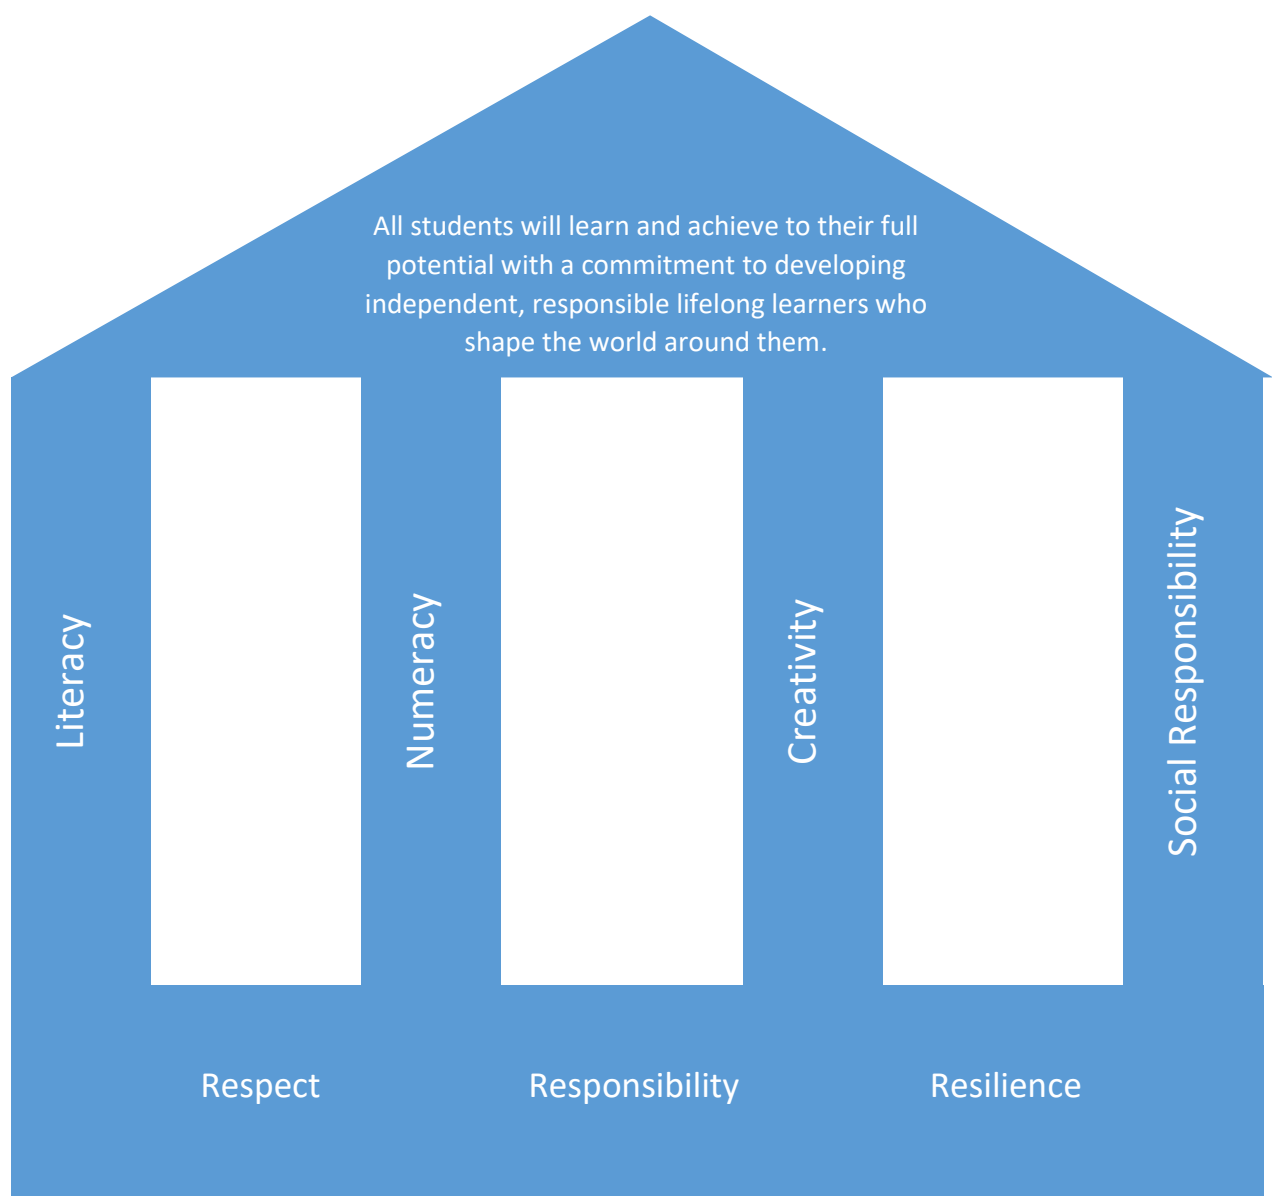 All students will learn and achieve to their full
potential with a commitment to developing
independent, responsible lifelong learners who
shape the world around them.
Literacy
Numeracy
Creativity
Social Responsibility
Respect
Responsibility
Resilience